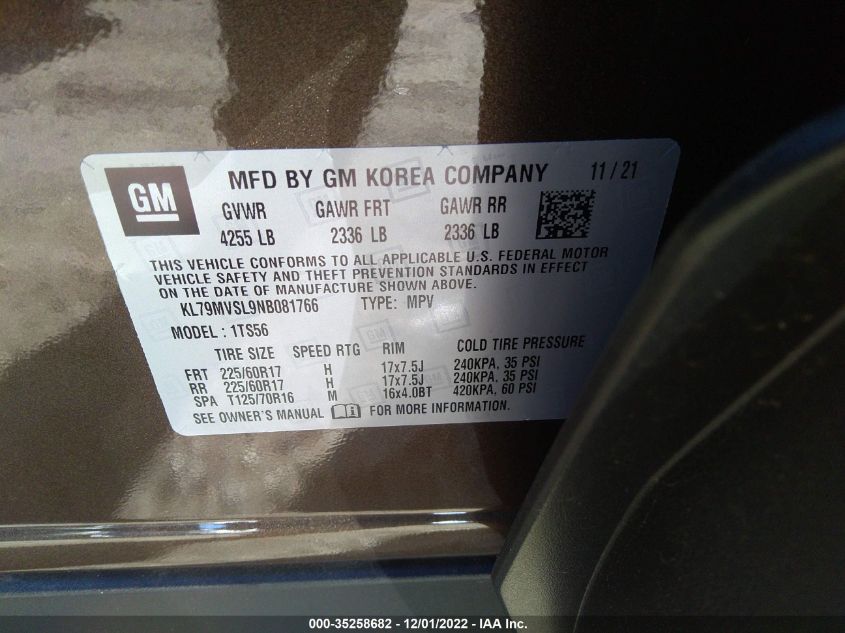 GM
MFD BY GM KOREA COMPANY 11/21
GVWR GAWR FRT GAWR RR
4255 LB 2336 LB 2336 LB
THIS VEHICLE CONFORMS TO ALL APPLICABLE U.S. FEDERAL MOTOR
VEHICLE SAFETY AND THEFT PREVENTION STANDARDS IN EFFECT
ON THE DATE OF MANUFACTURE SHOWN ABOVE.
KL79MVSL9NB081766 TYPE: MPV
MODEL : 1TS56
TIRE SIZE SPEED RTG RIM COLD TIRE PRESSURE
FRT 225/60R17 H 17x7.5J 240KPA, 35 PSI
RR 225/60R17 H 17x7.5J 240KPA, 35 PSI
SPA T125/70R16 M 16x4.0BT 420KPA, 60 PSI
SEE OWNER'S MANUAL FOR MORE INFORMATION.
000-35258682 - 12/01/2022 - IAA Inc.